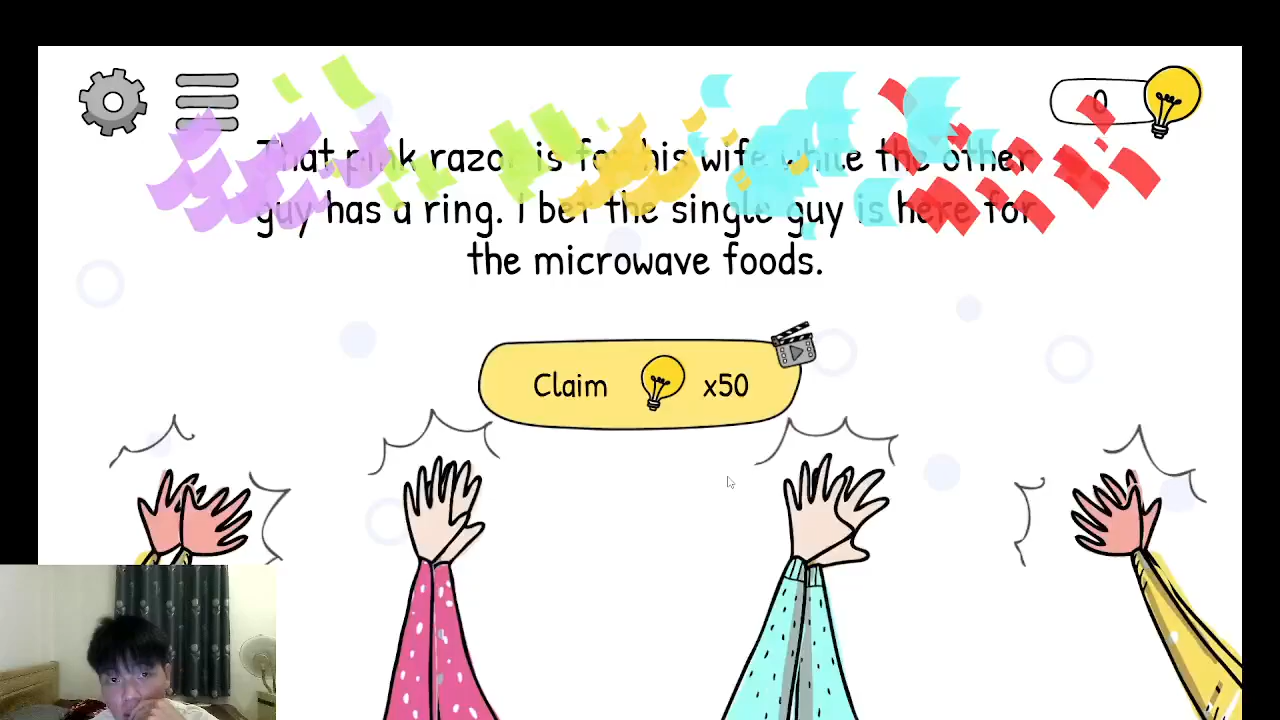 0
That pink razor is for his wife while the other
guy has a ring. I bet the single guy is here for
the microwave foods.
Claim x50